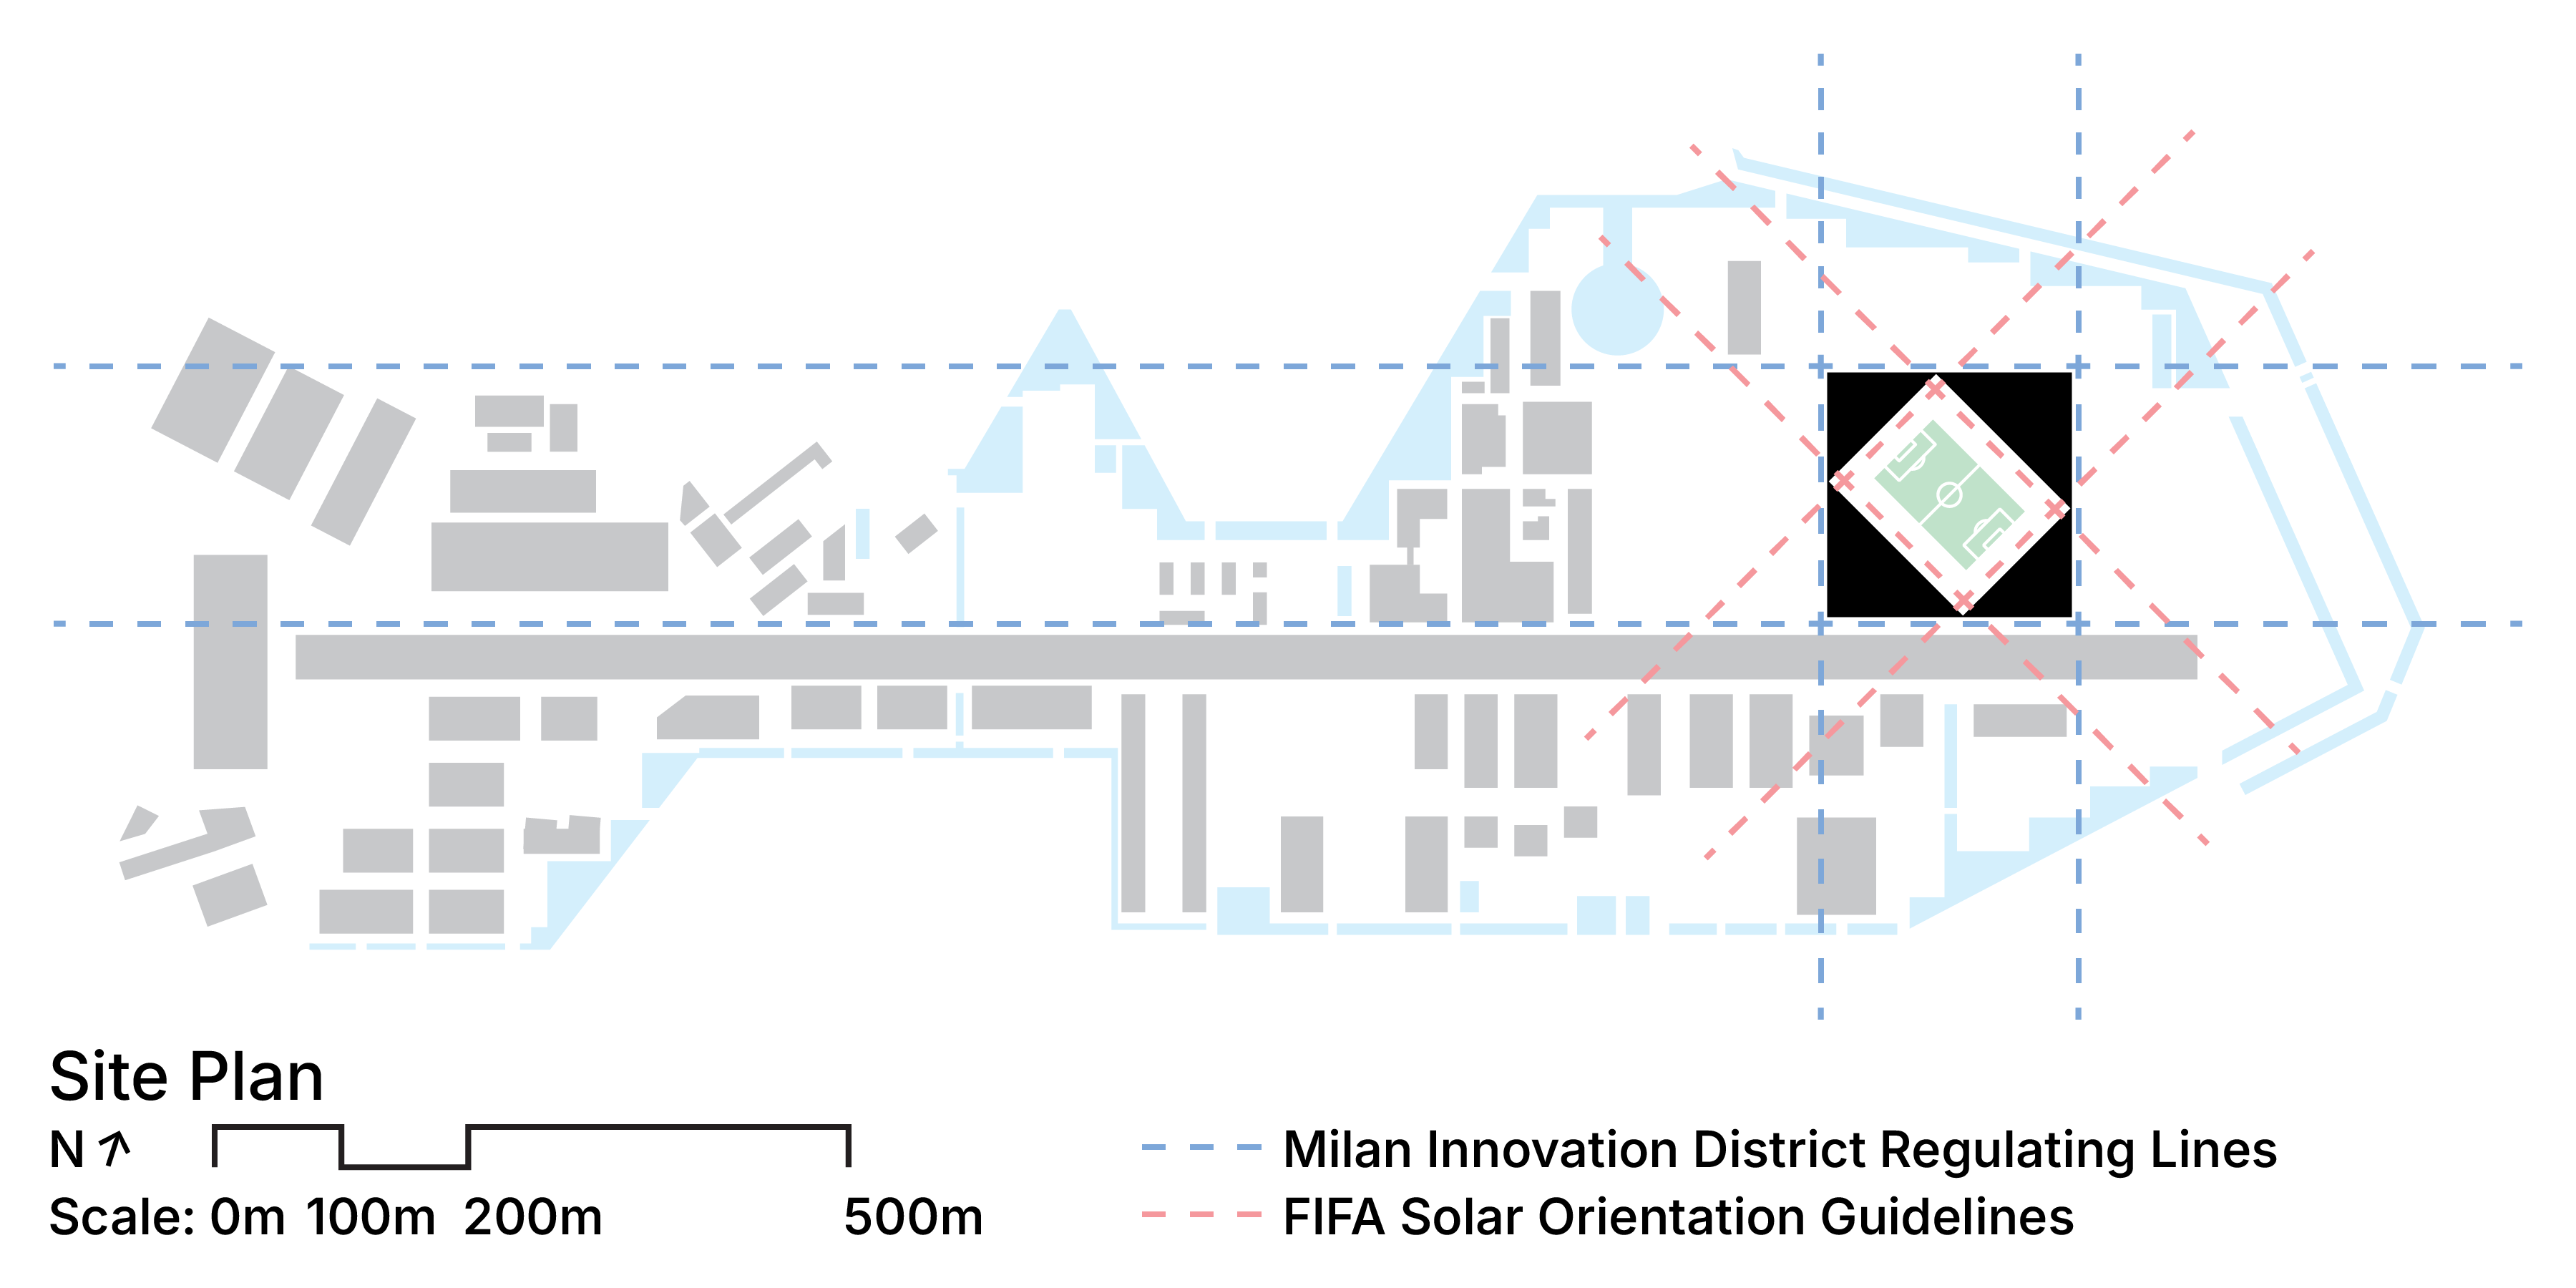 Site Plan
N
Scale: 0m 100m 200m 500m
Milan Innovation District Regulating Lines
FIFA Solar Orientation Guidelines